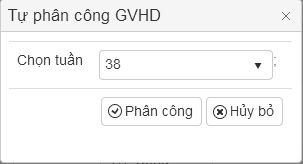 Tự phân công GVHD
Chọn tuần 38 ;
Phân công Hủy bỏ